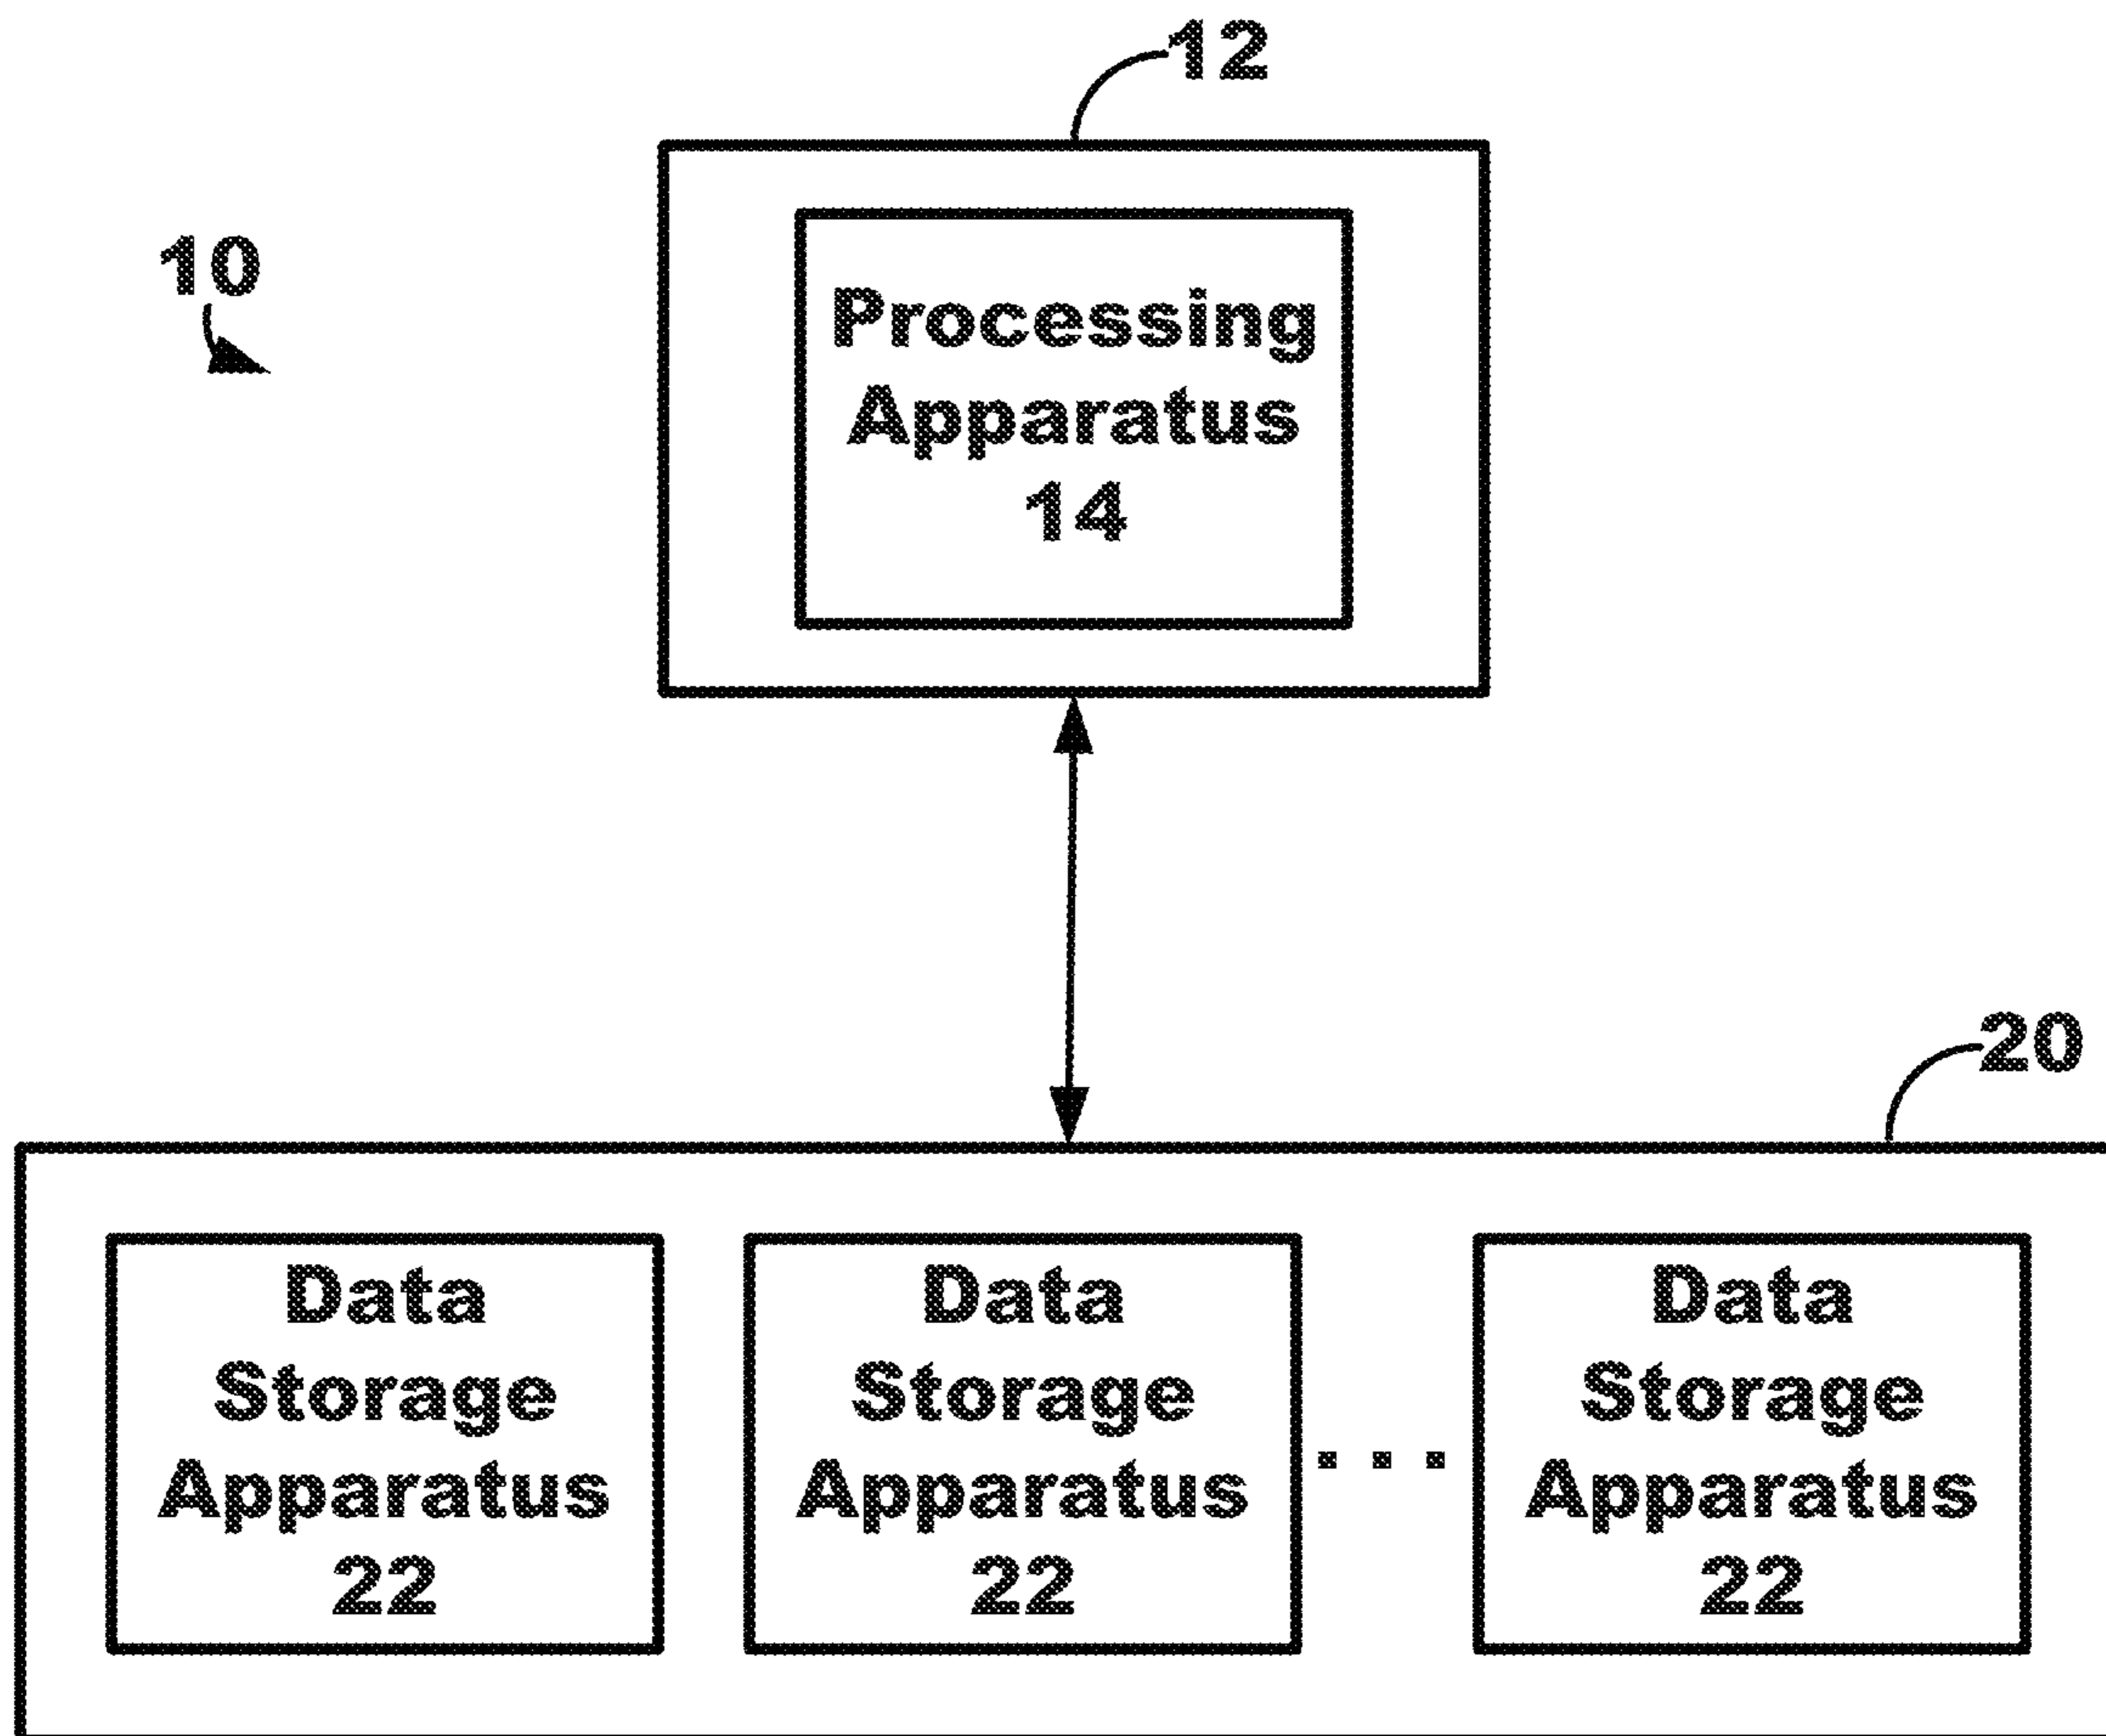 12
10
Processing
Apparatus
14
20
Data
Storage
Apparatus
22
Data
Storage
Apparatus
22
. . .
Data
Storage
Apparatus
22